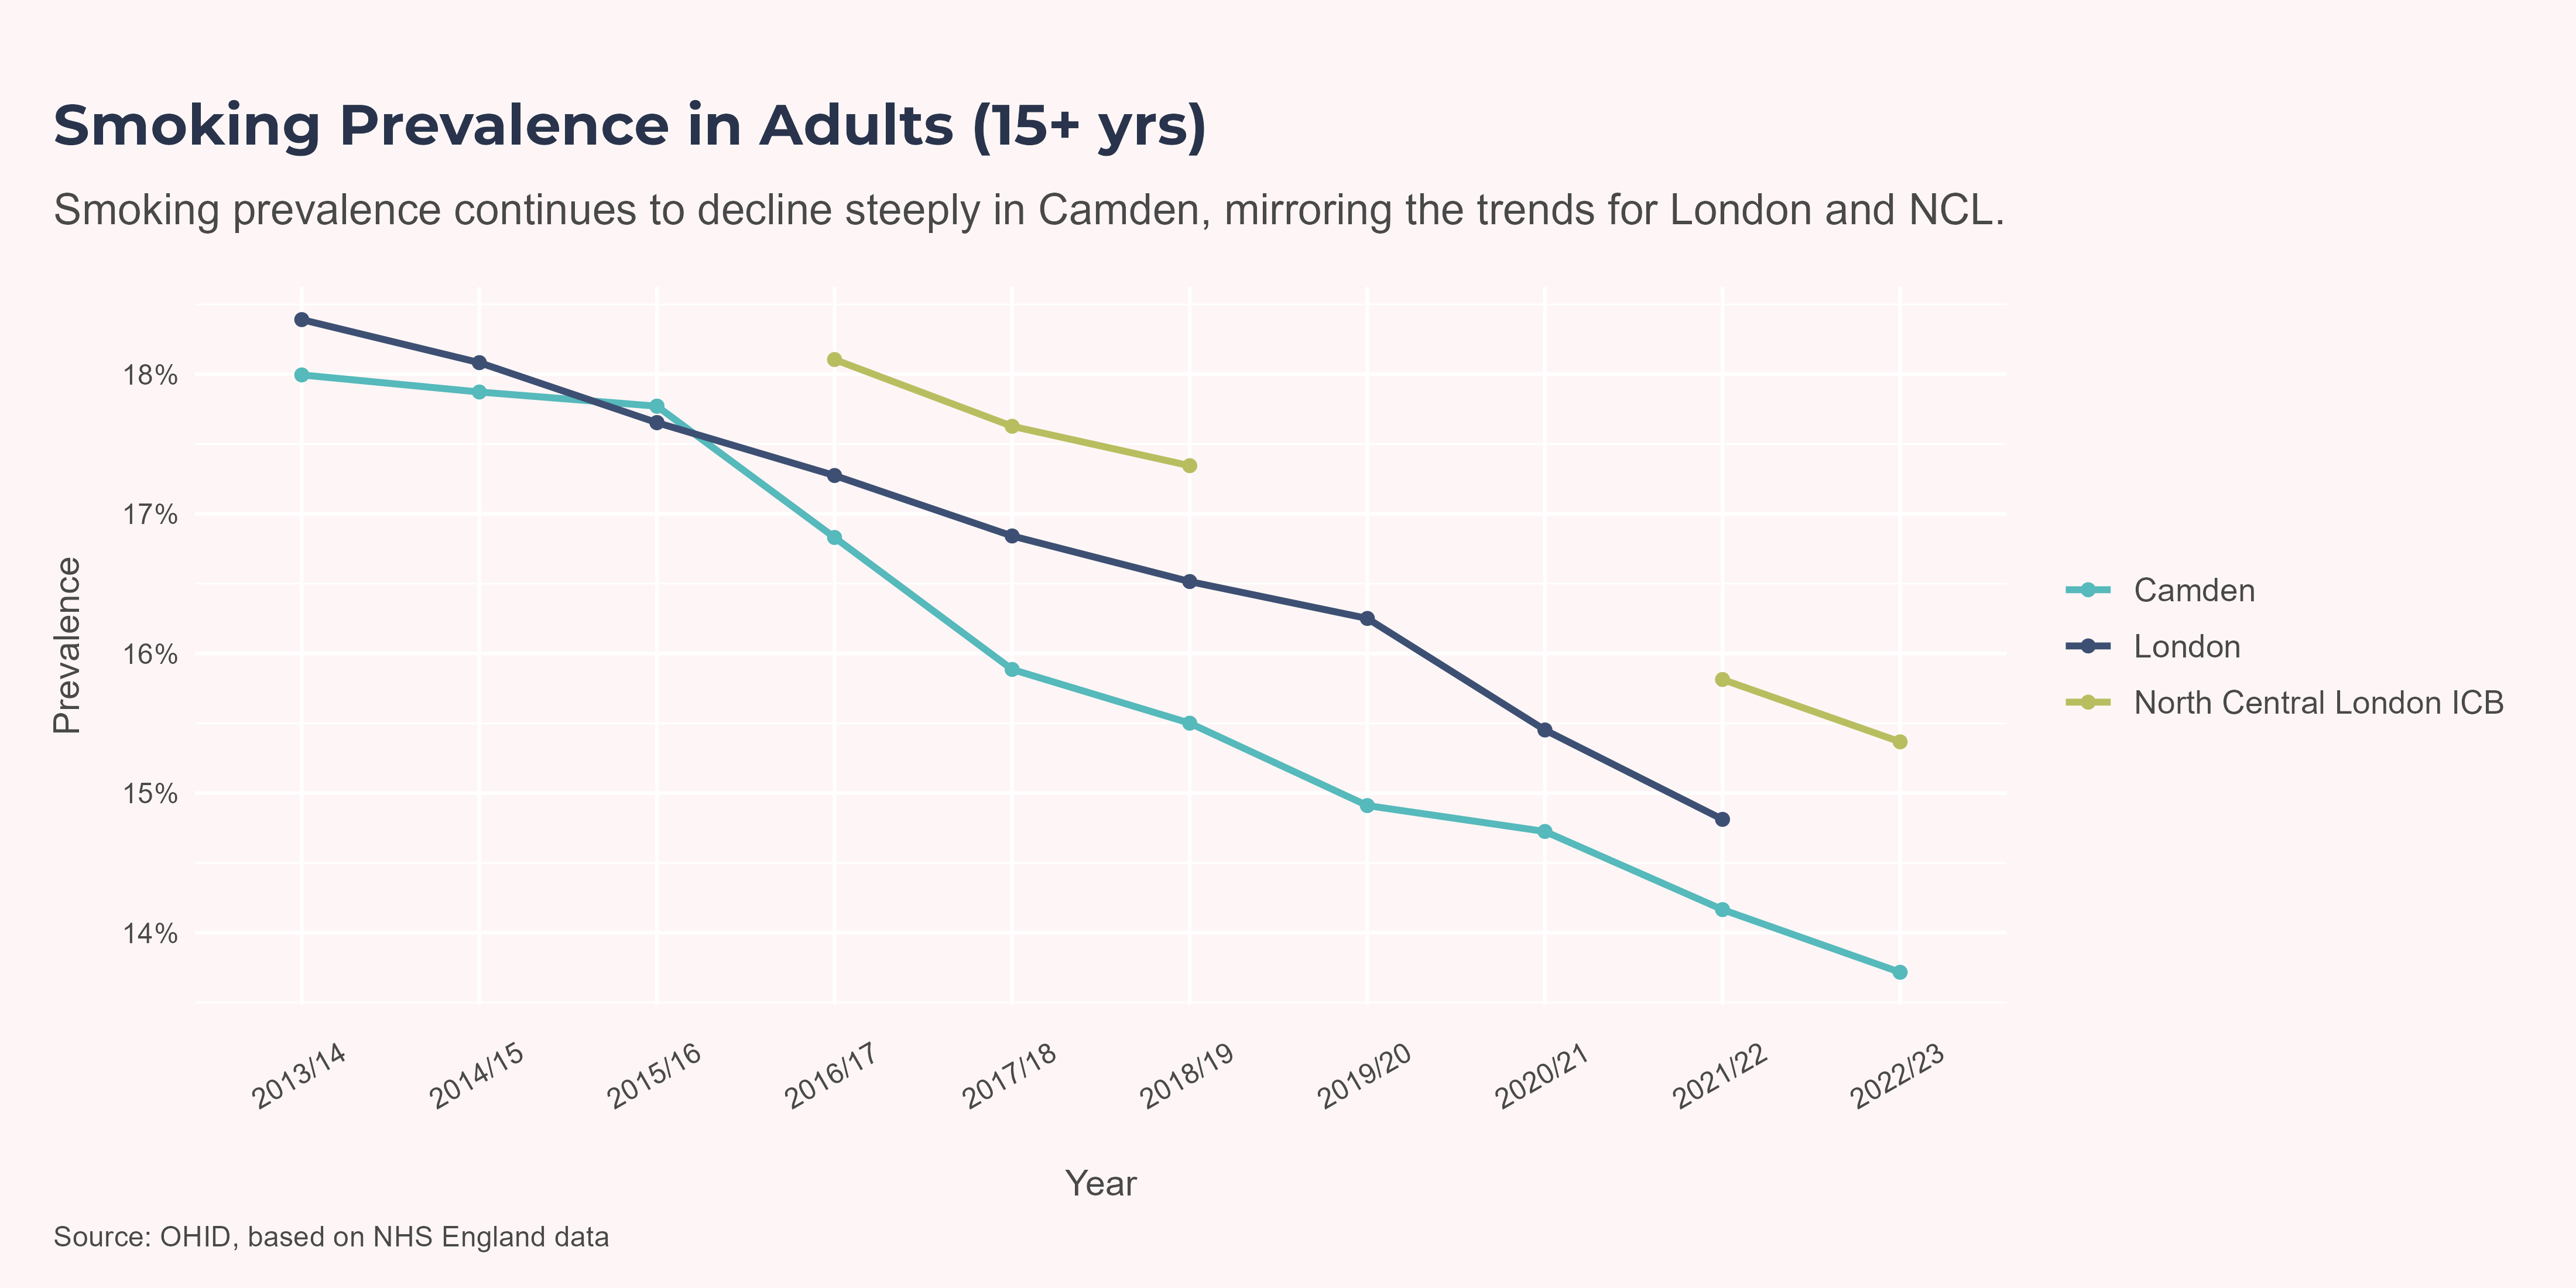 Smoking Prevalence in Adults (15+ yrs)
Smoking prevalence continues to decline steeply in Camden, mirroring the trends for London and NCL.
Prevalence
18%
17%
16%
15%
14%
2013/14
2014/15
2015/16
2016/17
2017/18
2018/19
2019/20
2020/21
2021/22
2022/23
Year
Camden
London
North Central London ICB
Source: OHID, based on NHS England data